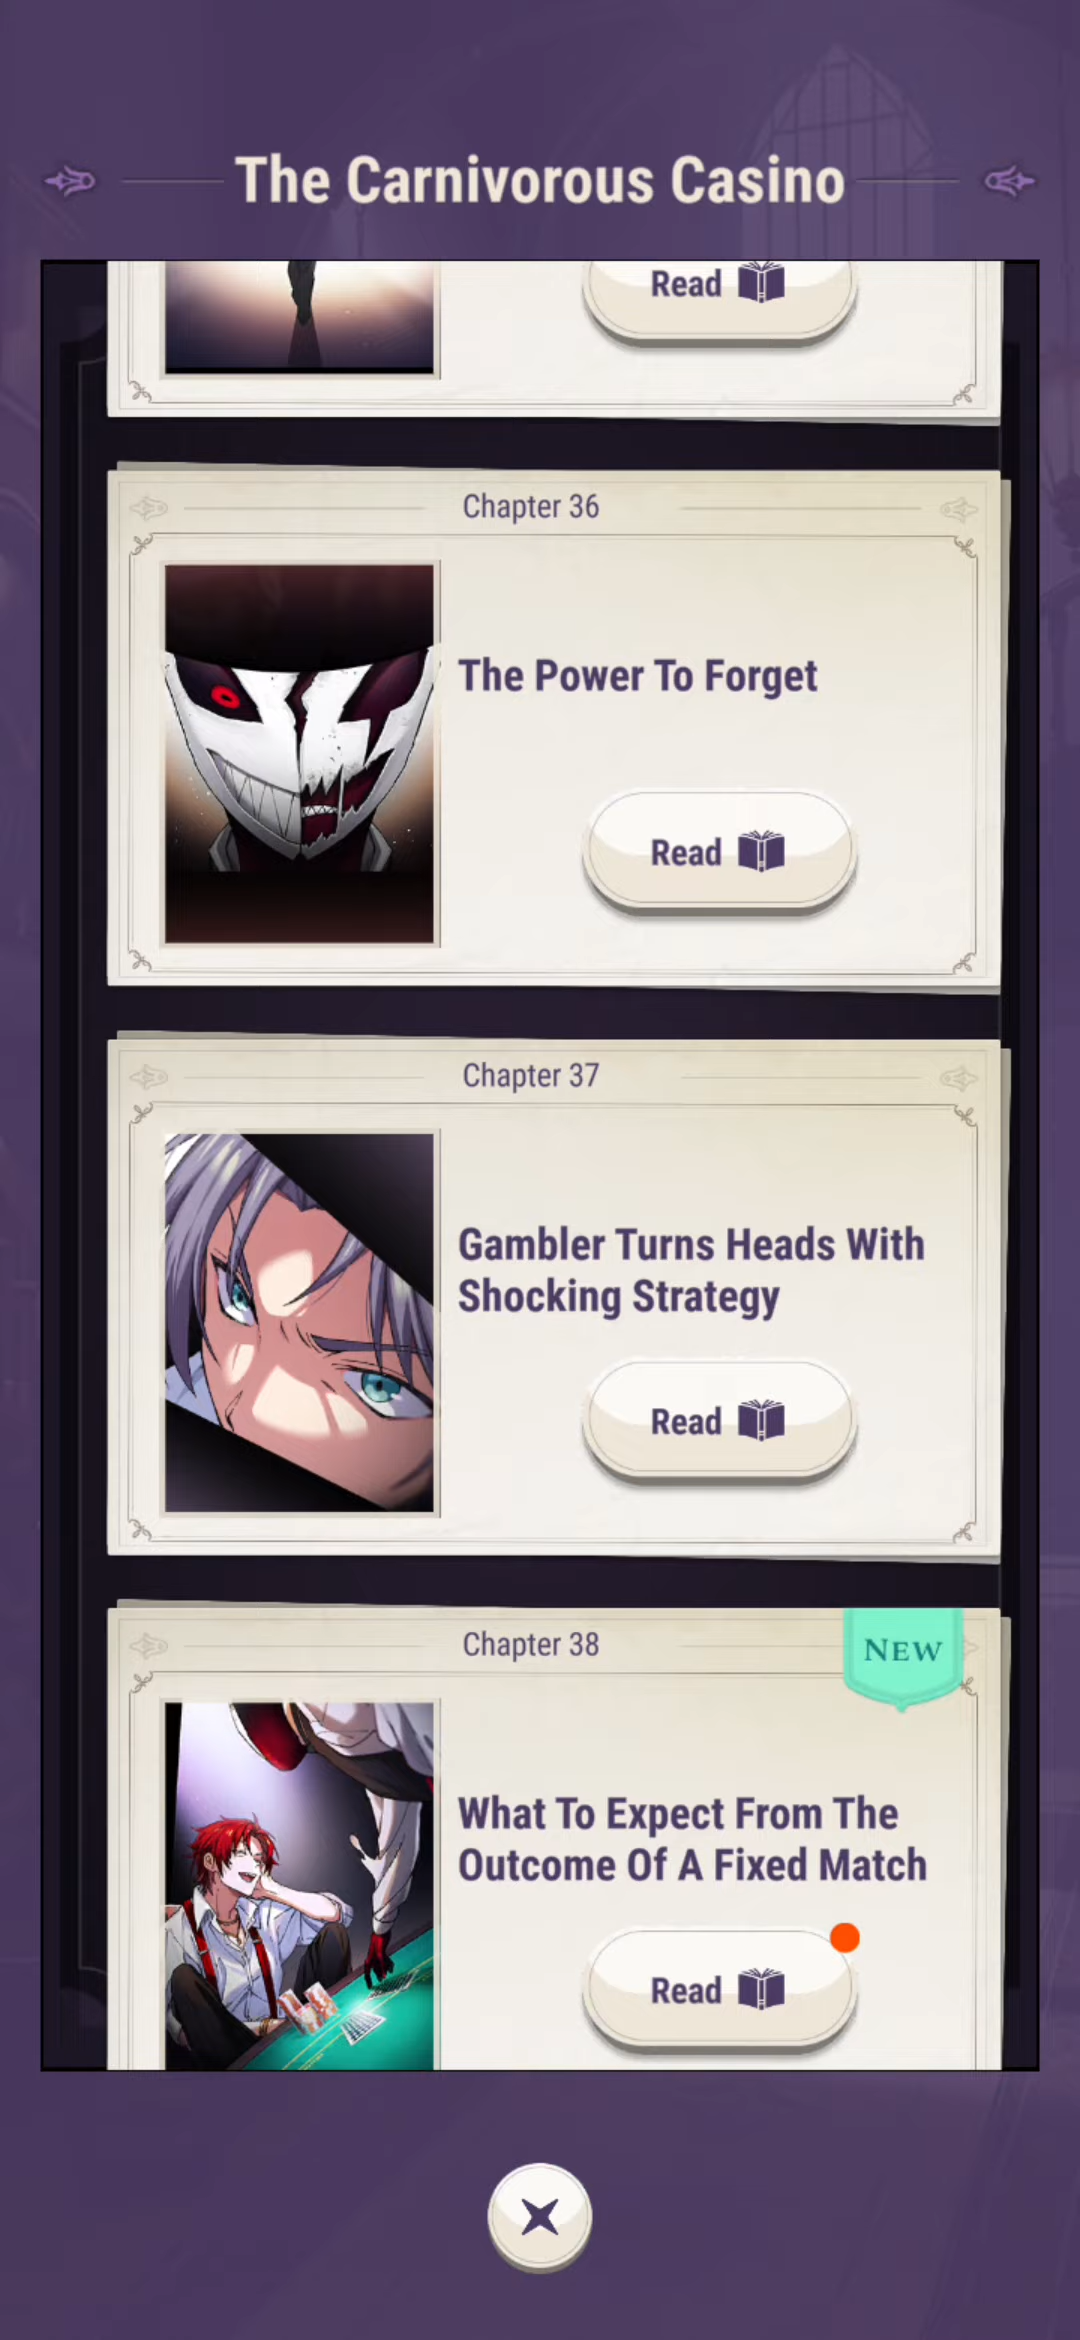 The Carnivorous Casino
Read
Chapter 36
The Power To Forget
Read
Chapter 37
Gambler Turns Heads With
Shocking Strategy
Read
Chapter 38
NEW
What To Expect From The
Outcome Of A Fixed Match
Read